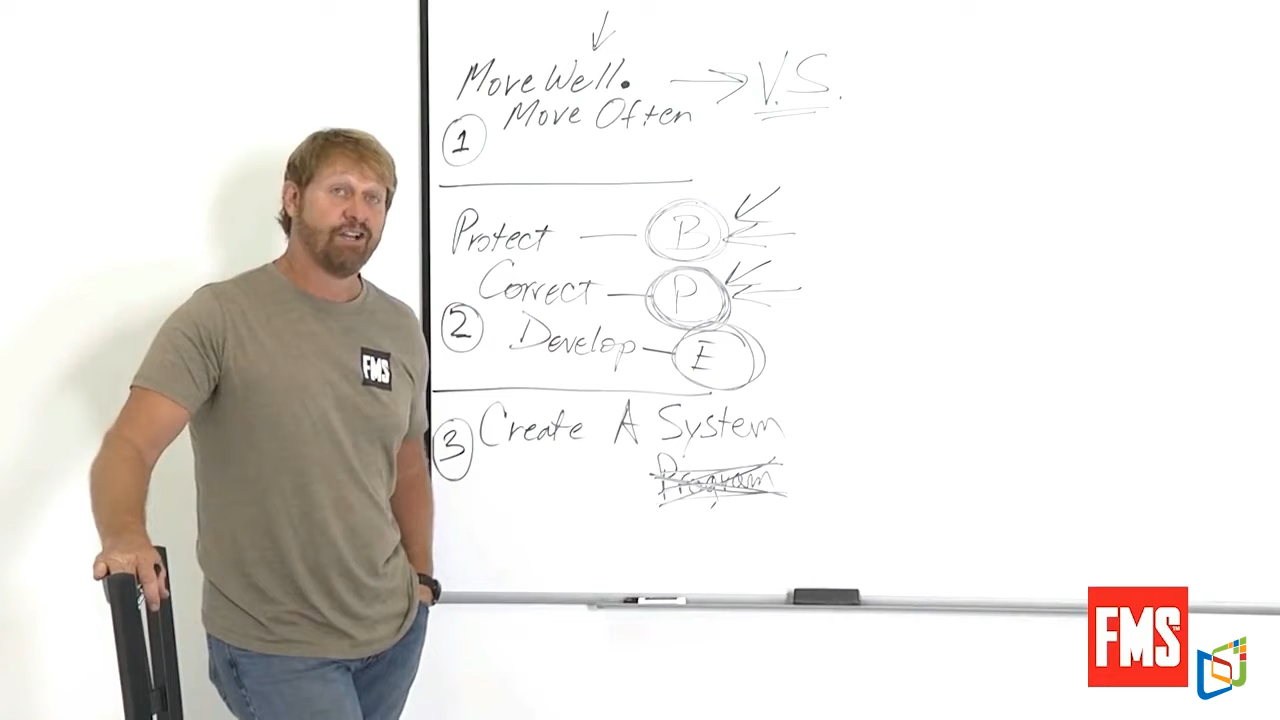 Move Well. → V.S.
Move Often
1
Protect — B
Correct — P
2
Develop — E
3 Create A System
Program
FMS
FMS